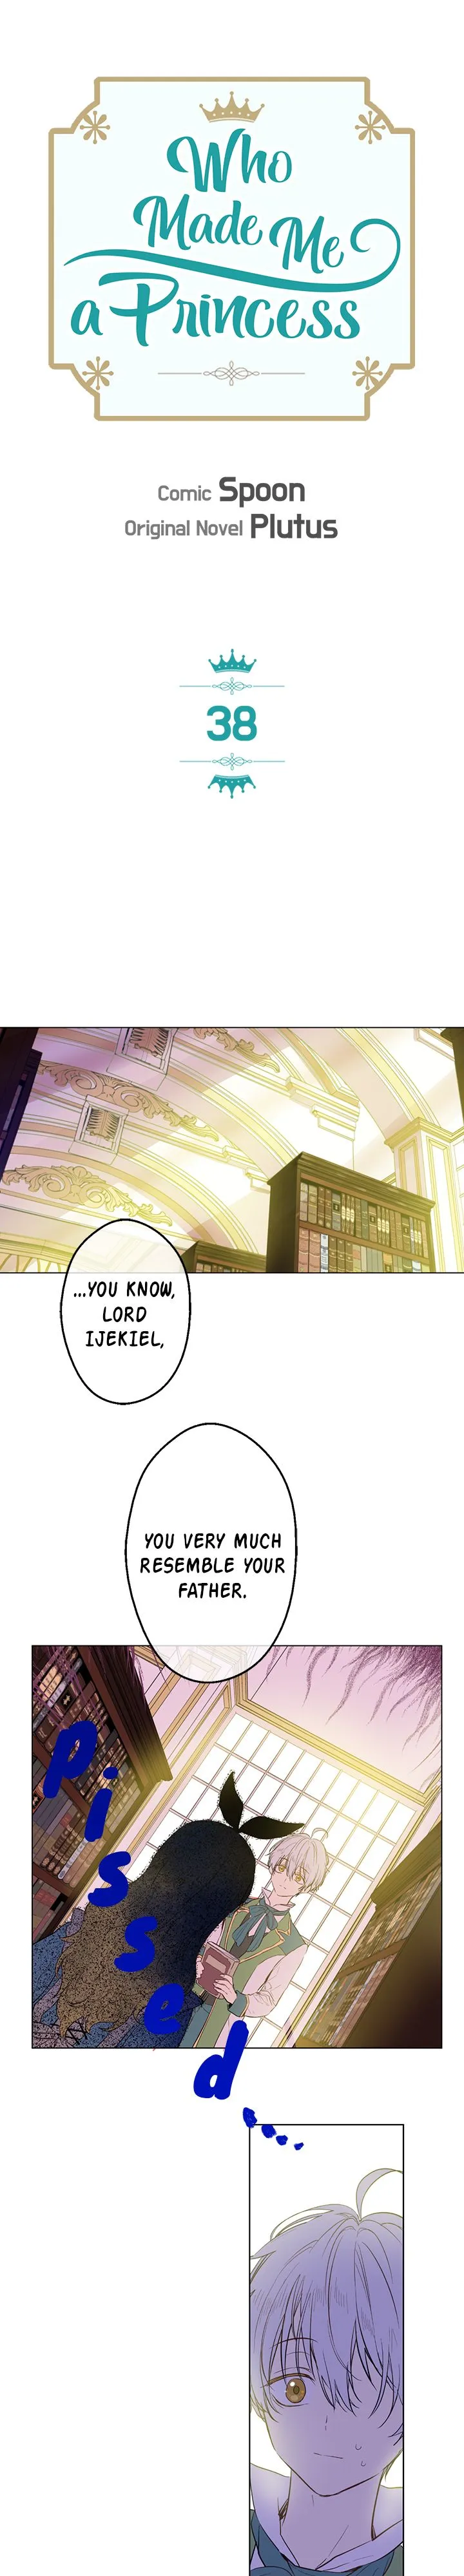 Who
Made Me
a Princess
Comic Spoon
Original Novel Plutus
38
...YOU KNOW,
LORD
IJEKIEL,
YOU VERY MUCH
RESEMBLE YOUR
FATHER.
pissed....